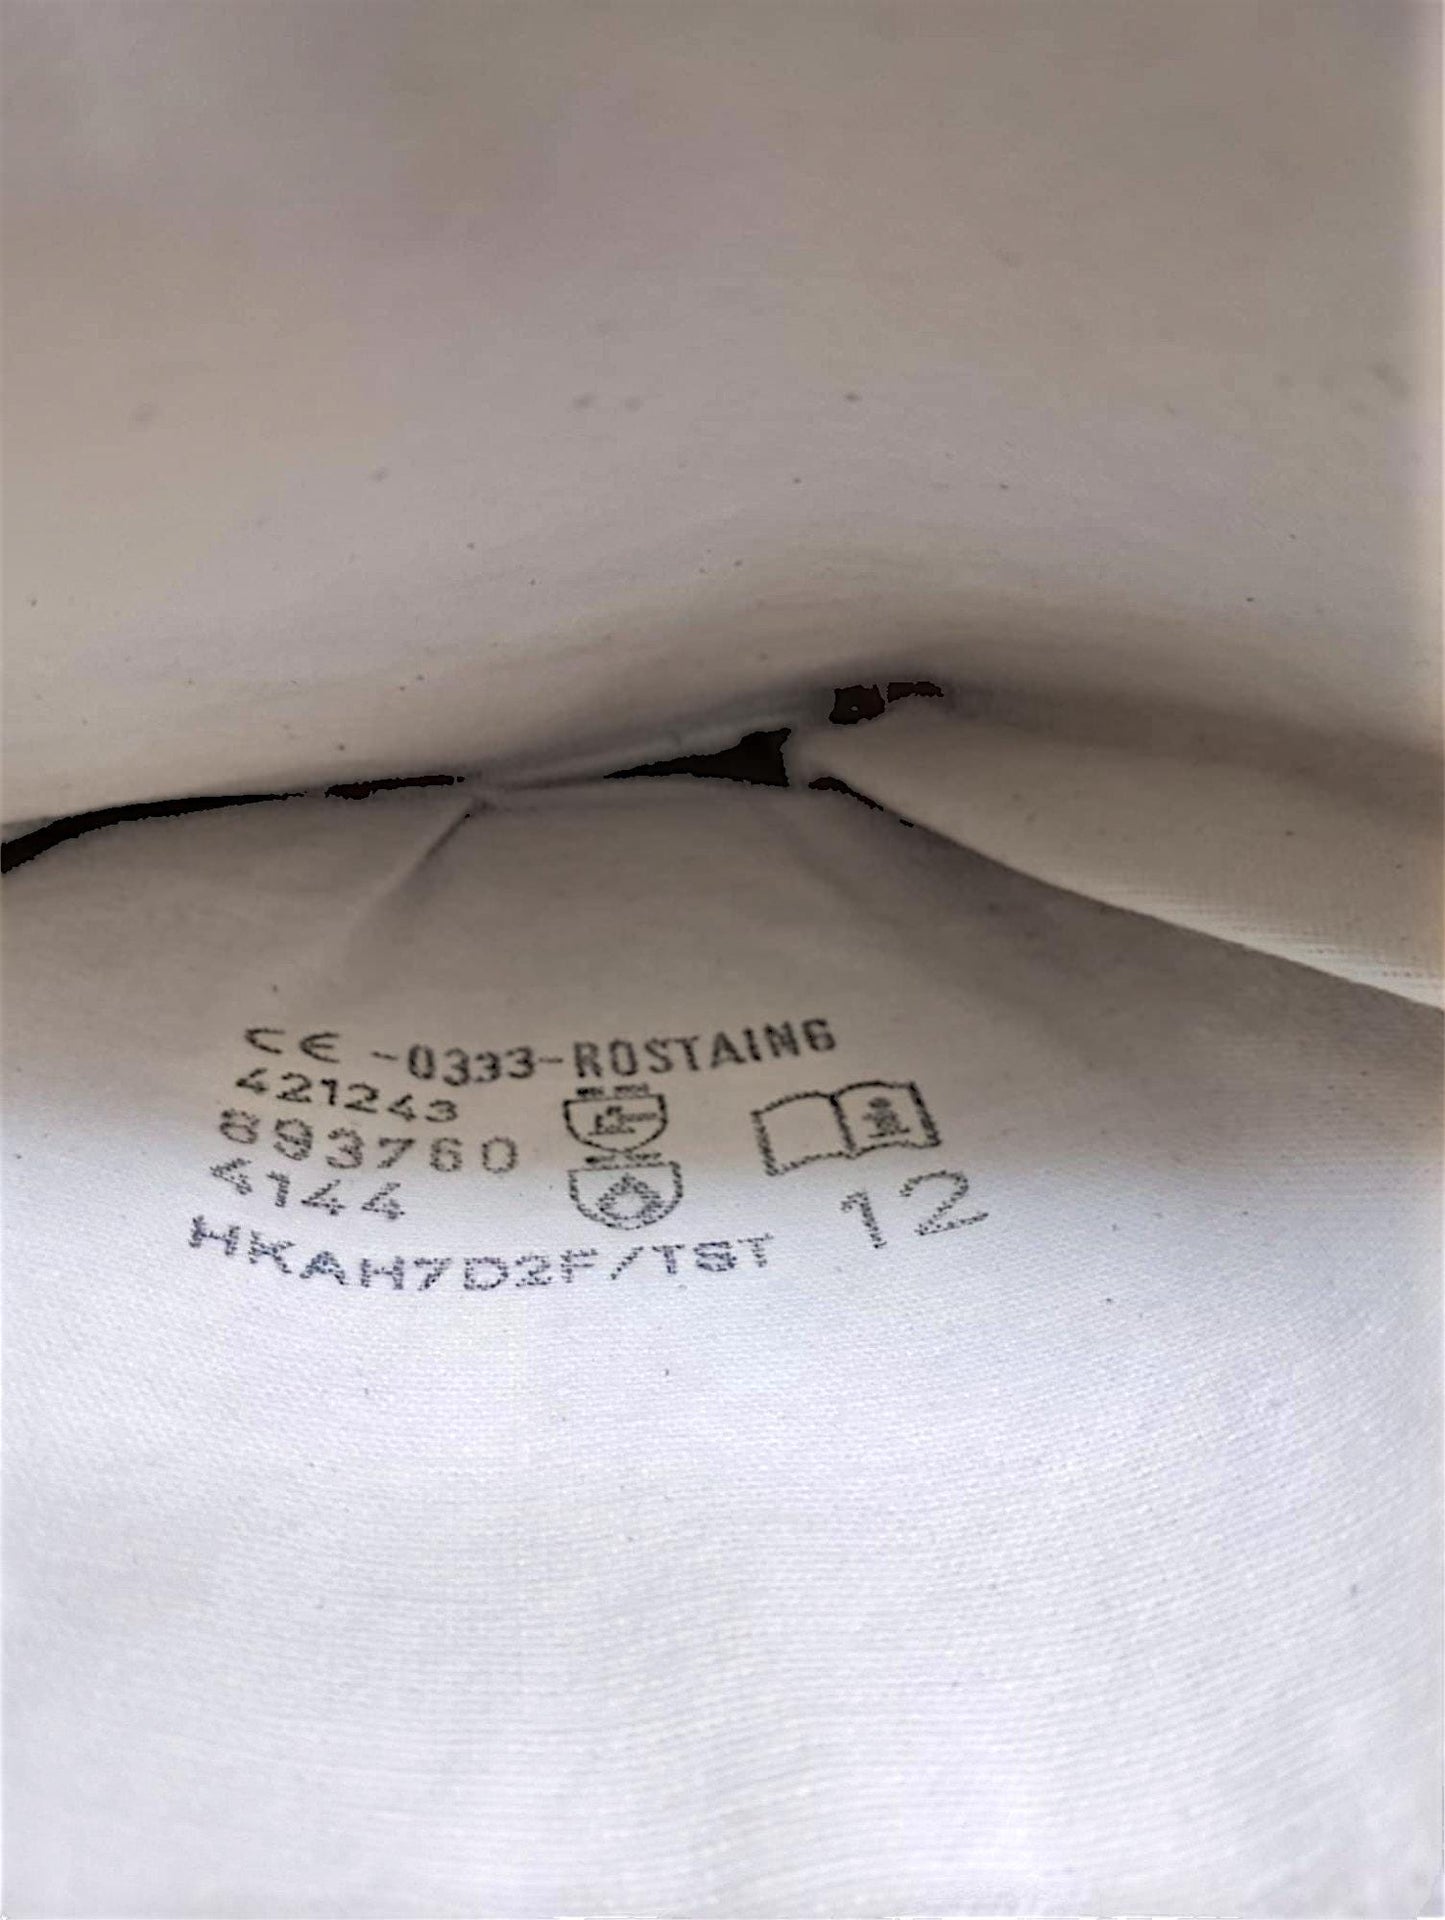 CE -0333-ROSTAING
421243
893760
4144
HKAH7D2F/TST
12